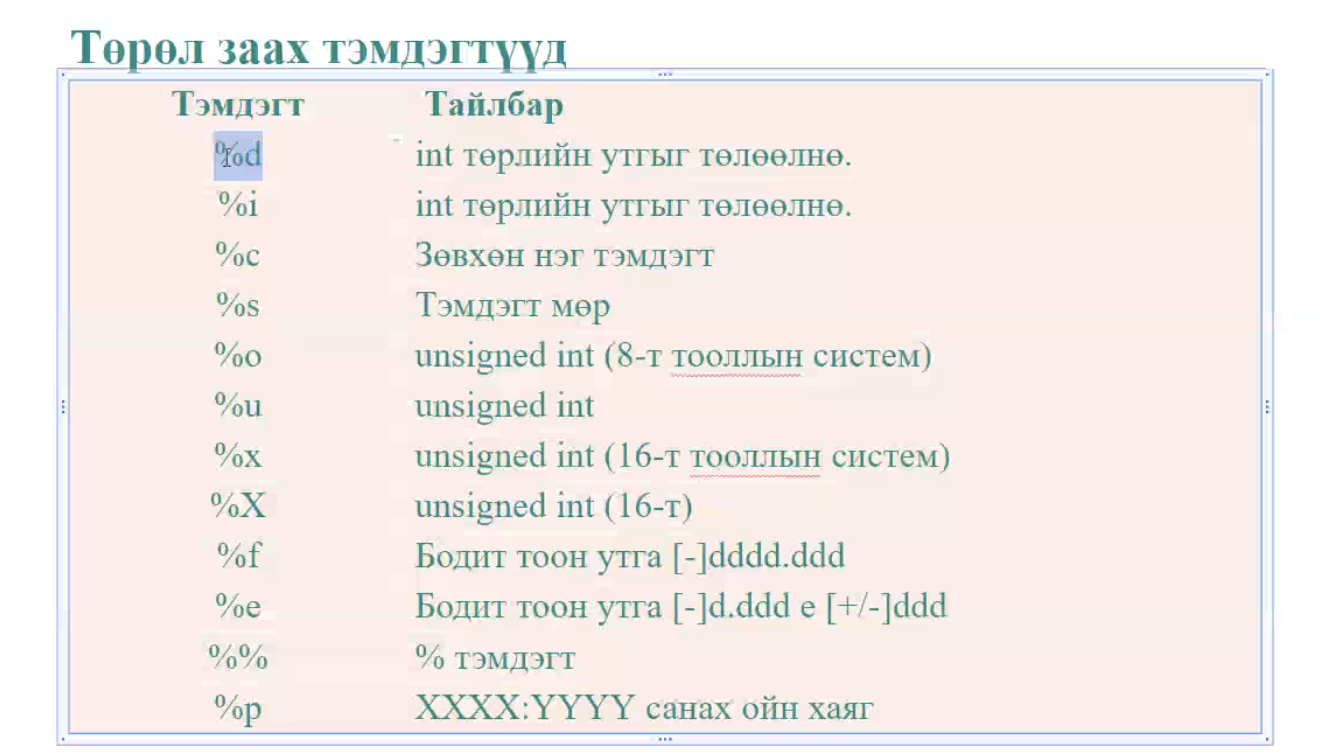 Төрөл заах тэмдэгтүүд
Тэмдэгт Тайлбар
%d int төрлийн утгыг төлөөлнө.
%i int төрлийн утгыг төлөөлнө.
%c Зөвхөн нэг тэмдэгт
%s Тэмдэгт мөр
%o unsigned int (8-т тооллын систем)
%u unsigned int
%x unsigned int (16-т тооллын систем)
%X unsigned int (16-т)
%f Бодит тоон утга [-]dddd.ddd
%e Бодит тоон утга [-]d.ddd e [+/-]ddd
%% % тэмдэгт
%p XXXX:YYYY санах ойн хаяг